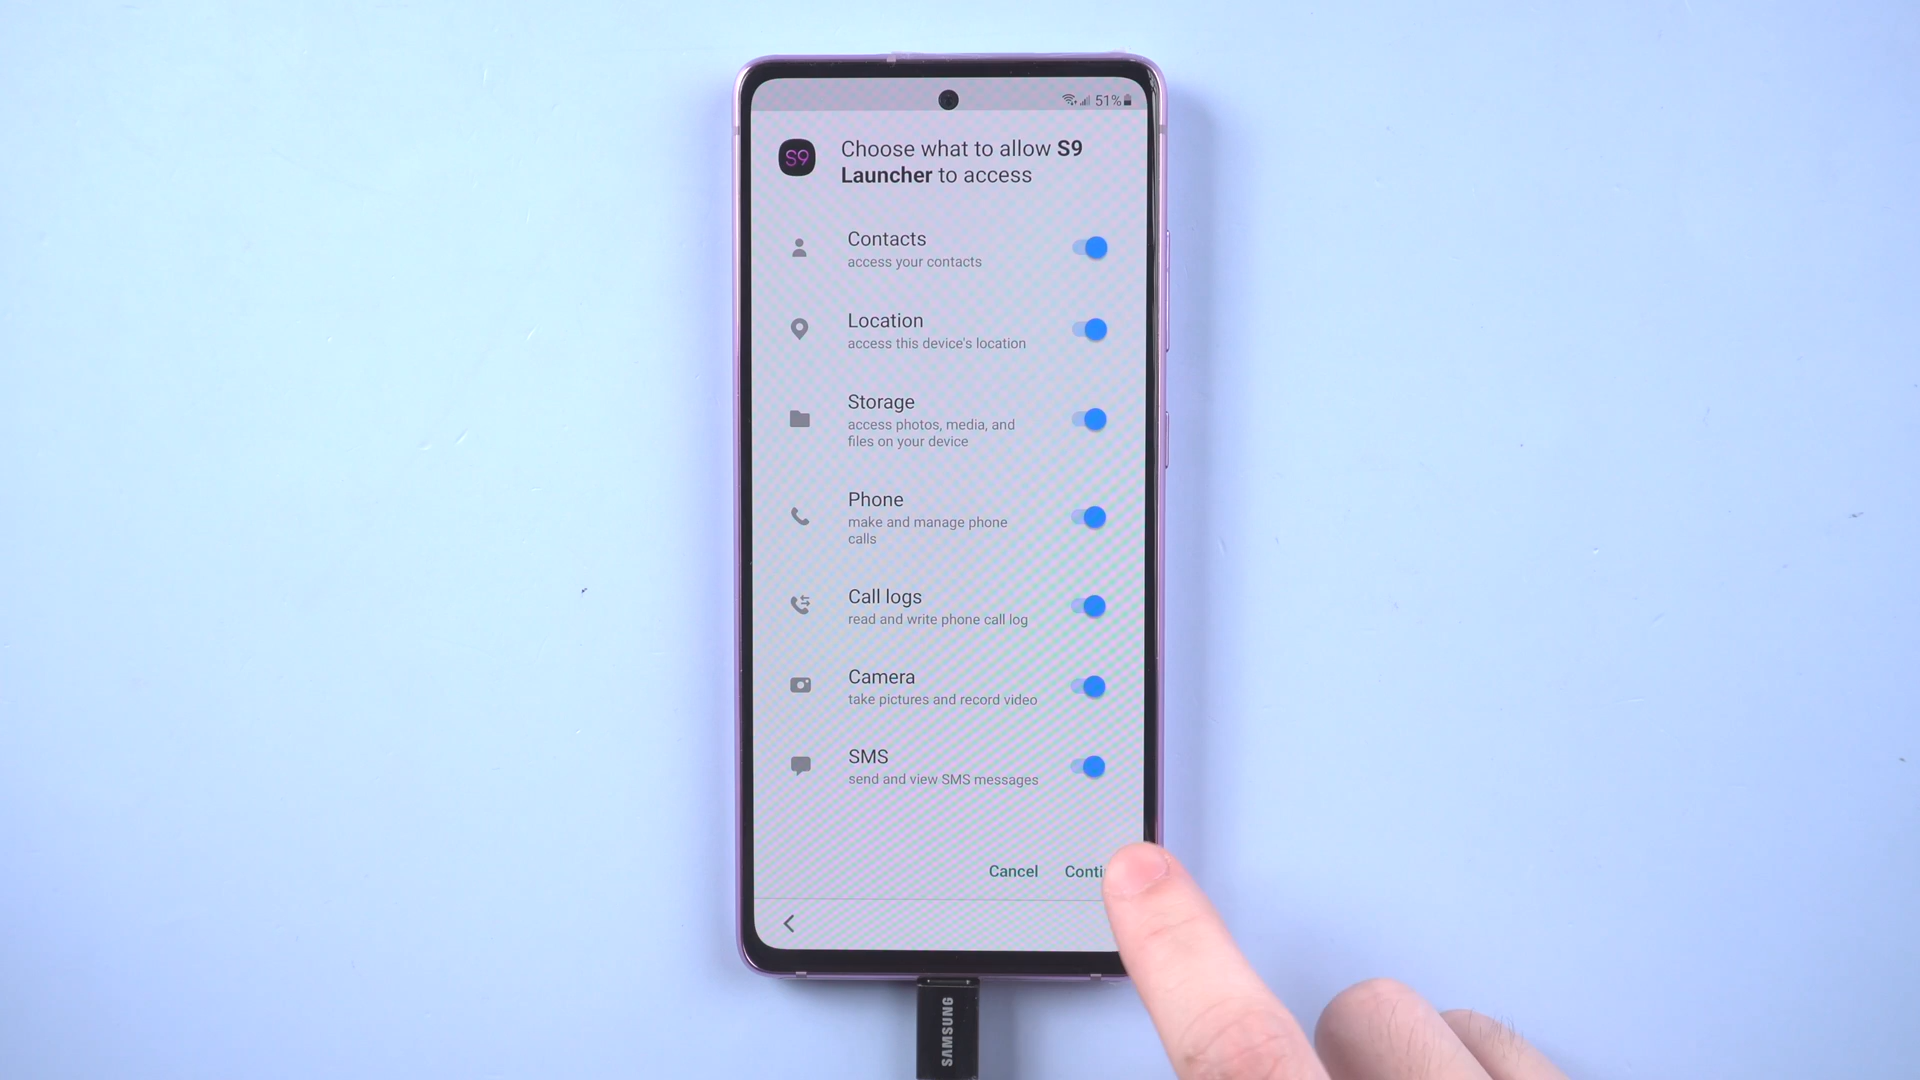 51%
S9
Choose what to allow S9
Launcher to access
Contacts
access your contacts
Location
access this device's location
Storage
access photos, media, and
files on your device
Phone
make and manage phone
calls
Call logs
read and write phone call log
Camera
take pictures and record video
SMS
send and view SMS messages
Cancel Conti
SAMSUNG